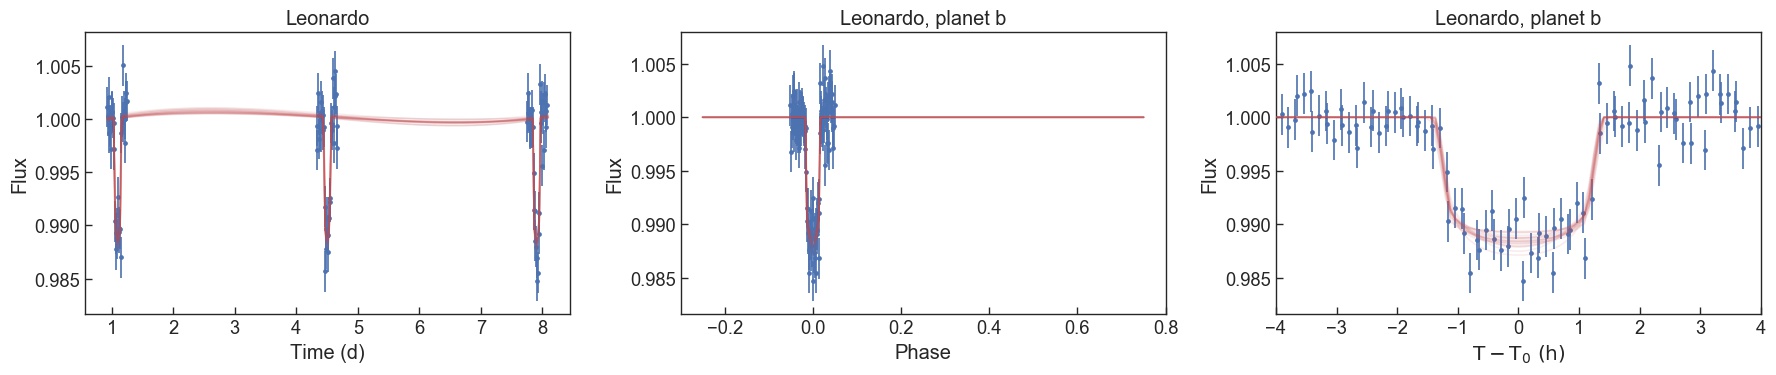 Leonardo
Flux
1.005
1.000
0.995
0.990
0.985
1 2 3 4 5 6 7 8
Time (d)
Leonardo, planet b
Flux
1.005
1.000
0.995
0.990
0.985
−0.2 0.0 0.2 0.4 0.6 0.8
Phase
Leonardo, planet b
Flux
1.005
1.000
0.995
0.990
0.985
−4 −3 −2 −1 0 1 2 3 4
T − T₀ (h)